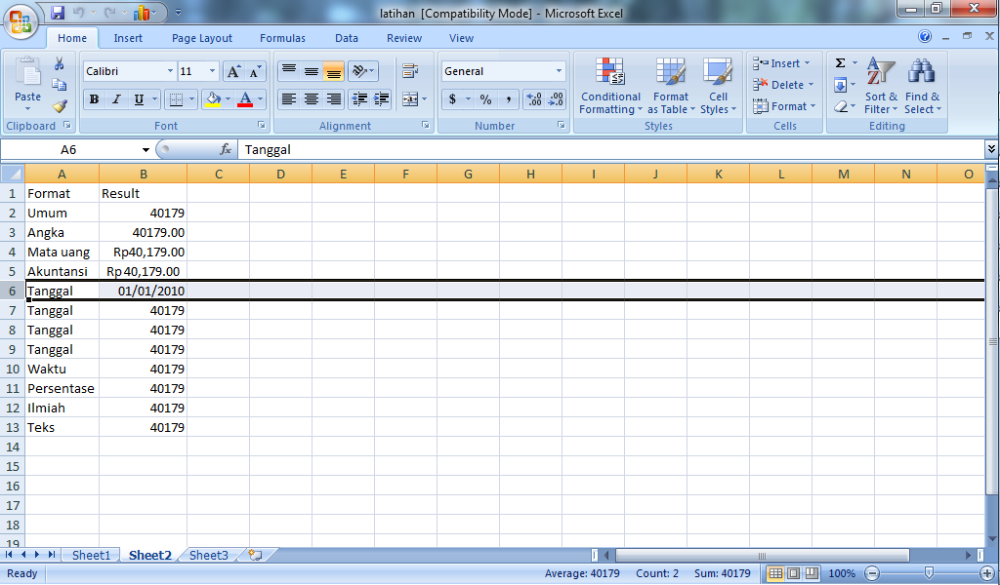 latihan [Compatibility Mode] - Microsoft Excel
Home Insert Page Layout Formulas Data Review View
Paste
Clipboard
Calibri 11
B I U A
Font
Alignment
General
$ % ,
Number
Conditional Formatting
Format as Table
Cell Styles
Styles
Insert
Delete
Format
Cells
Σ
Sort & Filter
Find & Select
Editing
A6 fx Tanggal
A B C D E F G H I J K L M N O
1 Format Result
2 Umum 40179
3 Angka 40179.00
4 Mata uang Rp40,179.00
5 Akuntansi Rp 40,179.00
6 Tanggal 01/01/2010
7 Tanggal 40179
8 Tanggal 40179
9 Tanggal 40179
10 Waktu 40179
11 Persentase 40179
12 Ilmiah 40179
13 Teks 40179
14
15
16
17
18
19
Sheet1 Sheet2 Sheet3
Ready Average: 40179 Count: 2 Sum: 40179 100%